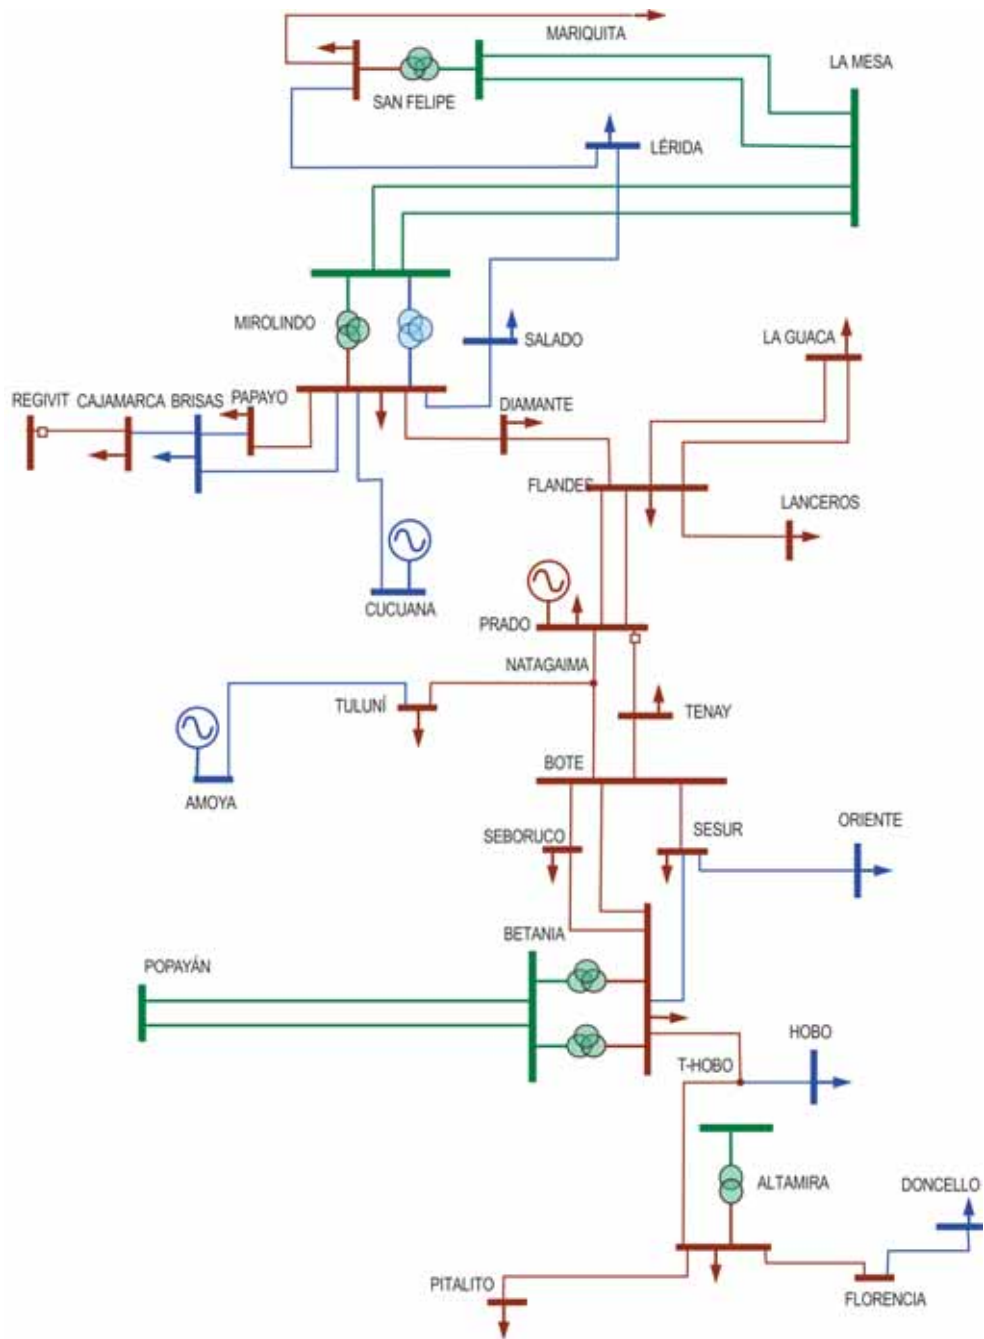 MARIQUITA
LA MESA
SAN FELIPE
LÉRIDA
MIROLINDO
SALADO
LA GUACA
REGIVIT
CAJAMARCA
BRISAS
PAPAYO
DIAMANTE
FLANDES
LANCEROS
CUCUANA
PRADO
NATAGAIMA
TULUNÍ
TENAY
BOTE
AMOYA
SEBORUCO
SESUR
ORIENTE
BETANIA
POPAYÁN
HOBO
T-HOBO
ALTAMIRA
DONCELLO
PITALITO
FLORENCIA